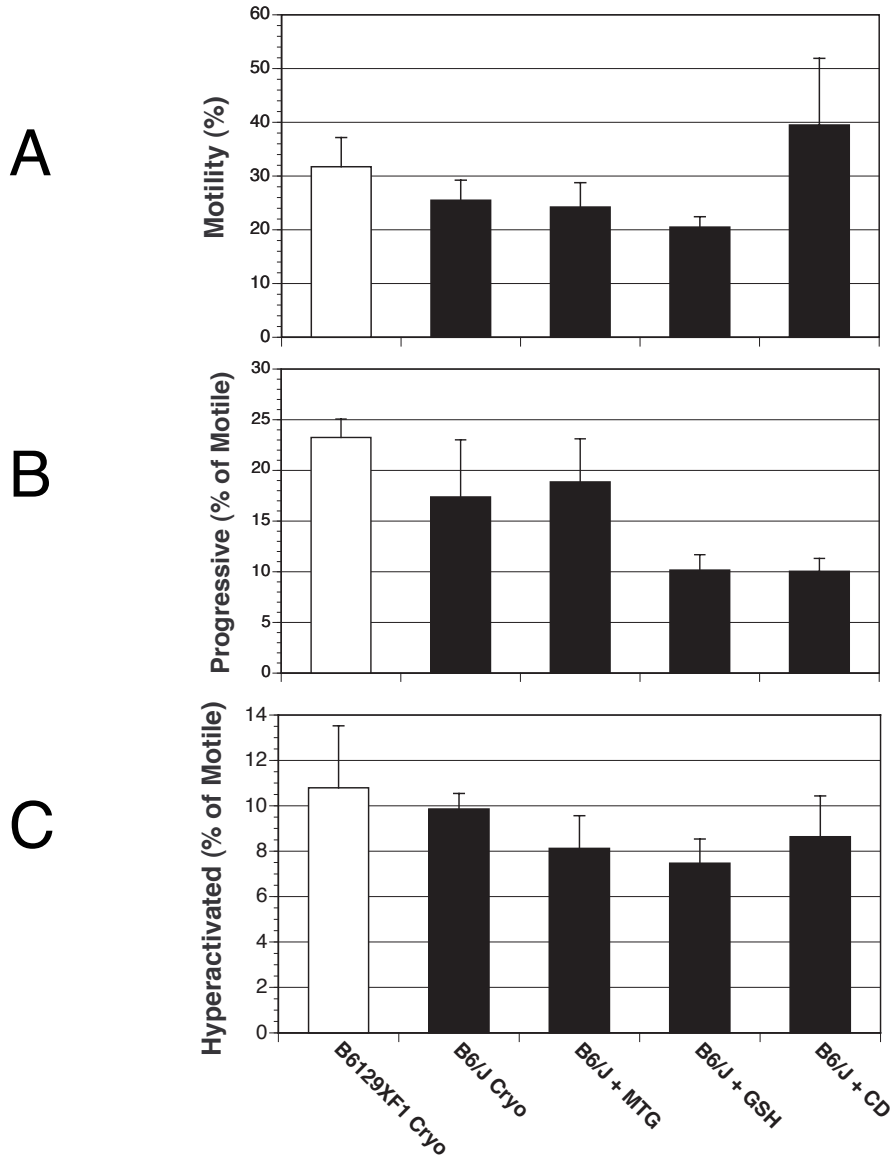 A
Motility (%)
60
50
40
30
20
10
0
B
Progressive (% of Motile)
30
25
20
15
10
5
0
C
Hyperactivated (% of Motile)
14
12
10
8
6
4
2
0
B6129XF1 Cryo
B6/J Cryo
B6/J + MTG
B6/J + GSH
B6/J + CD